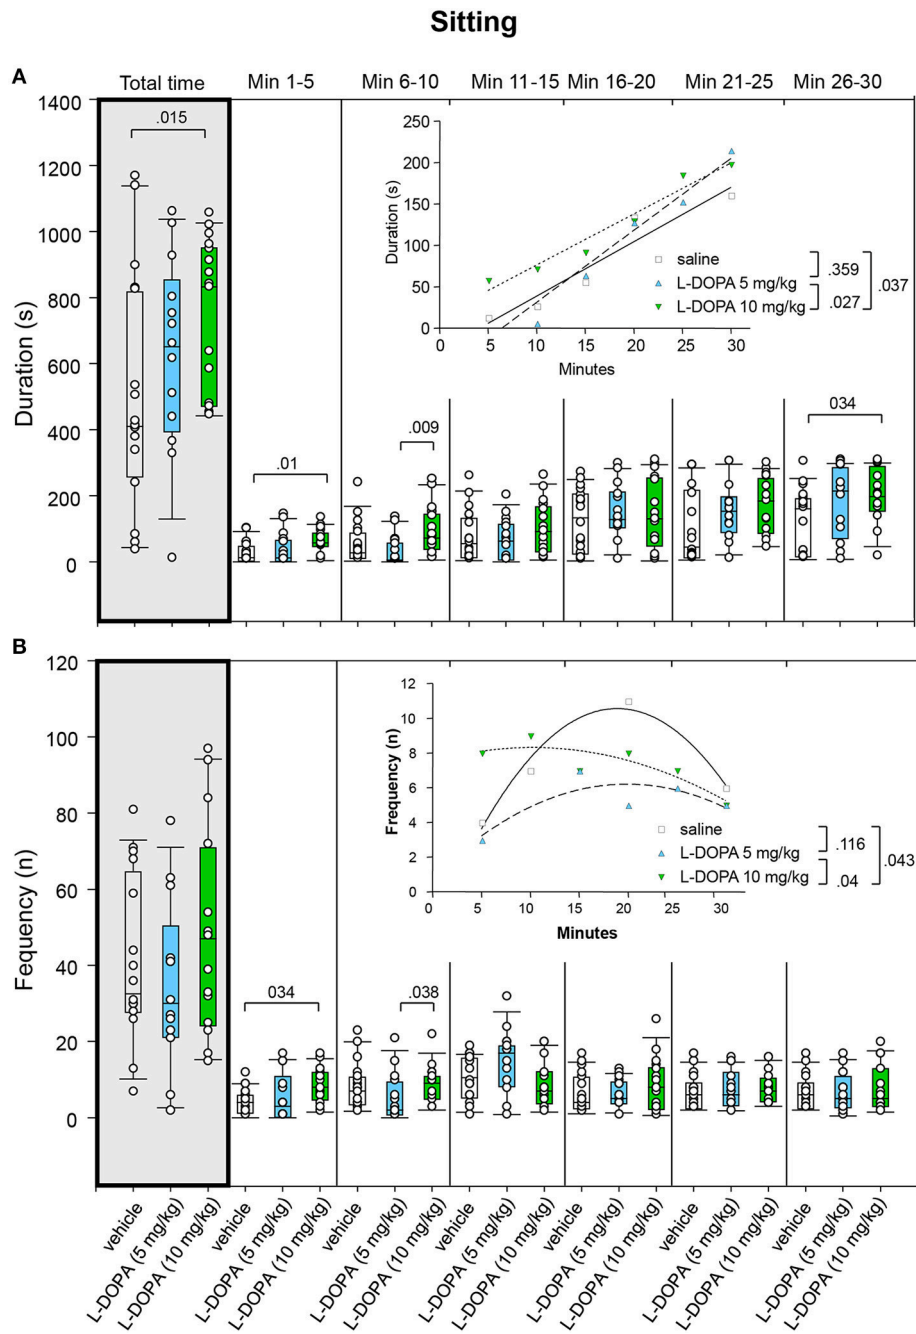 Sitting
A
Total time Min 1-5 Min 6-10 Min 11-15 Min 16-20 Min 21-25 Min 26-30
Duration (s)
1400
1200
1000
800
600
400
200
0
.015
.01
.009
034
Duration (s)
250
200
150
100
50
0
0 5 10 15 20 25 30
Minutes
saline
L-DOPA 5 mg/kg
L-DOPA 10 mg/kg
.359
.027
.037
B
Fequency (n)
120
100
80
60
40
20
0
034
.038
Frequency (n)
12
10
8
6
4
2
0
0 5 10 15 20 25 30
Minutes
saline
L-DOPA 5 mg/kg
L-DOPA 10 mg/kg
.116
.04
.043
vehicle
L-DOPA (5 mg/kg)
L-DOPA (10 mg/kg)
vehicle
L-DOPA (5 mg/kg)
L-DOPA (10 mg/kg)
vehicle
L-DOPA (5 mg/kg)
L-DOPA (10 mg/kg)
vehicle
L-DOPA (5 mg/kg)
L-DOPA (10 mg/kg)
vehicle
L-DOPA (5 mg/kg)
L-DOPA (10 mg/kg)
vehicle
L-DOPA (5 mg/kg)
L-DOPA (10 mg/kg)
vehicle
L-DOPA (5 mg/kg)
L-DOPA (10 mg/kg)